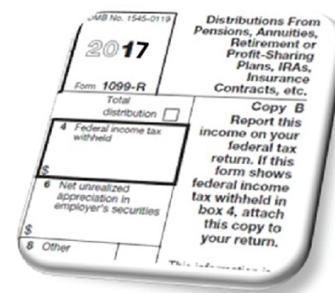 OMB No. 1545-0119
2017
Form 1099-R
Distributions From
Pensions, Annuities,
Retirement or
Profit-Sharing
Plans, IRAs,
Insurance
Contracts, etc.
Total
distribution
4 Federal income tax
withheld
$
6 Net unrealized
appreciation in
employer's securities
$
8 Other
Copy B
Report this
income on your
federal tax
return. If this
form shows
federal income
tax withheld in
box 4, attach
this copy to
your return.